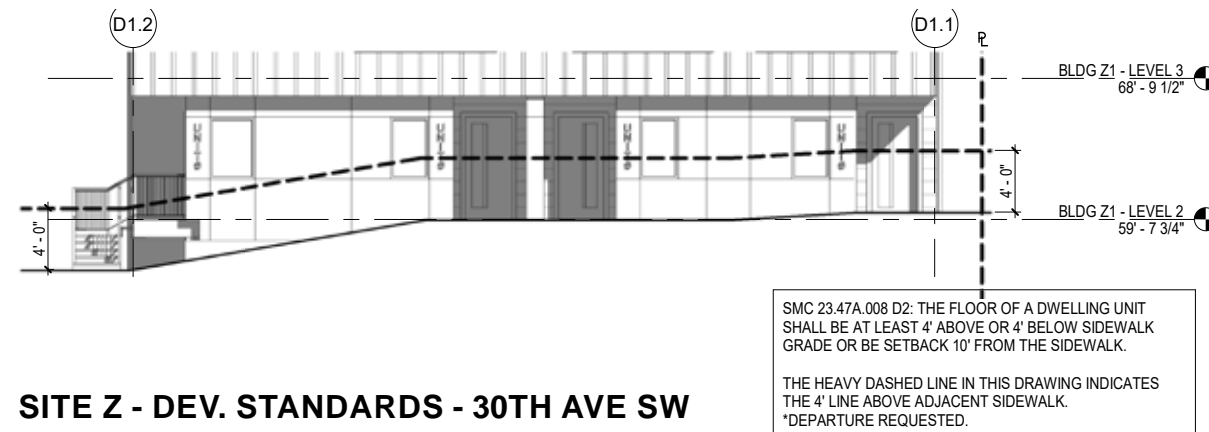 D1.2
D1.1
PL
BLDG Z1 - LEVEL 3
68' - 9 1/2"
4' - 0"
BLDG Z1 - LEVEL 2
59' - 7 3/4"
4' - 0"
SMC 23.47A.008 D2: THE FLOOR OF A DWELLING UNIT
SHALL BE AT LEAST 4' ABOVE OR 4' BELOW SIDEWALK
GRADE OR BE SETBACK 10' FROM THE SIDEWALK.
THE HEAVY DASHED LINE IN THIS DRAWING INDICATES
THE 4' LINE ABOVE ADJACENT SIDEWALK.
*DEPARTURE REQUESTED.
SITE Z - DEV. STANDARDS - 30TH AVE SW